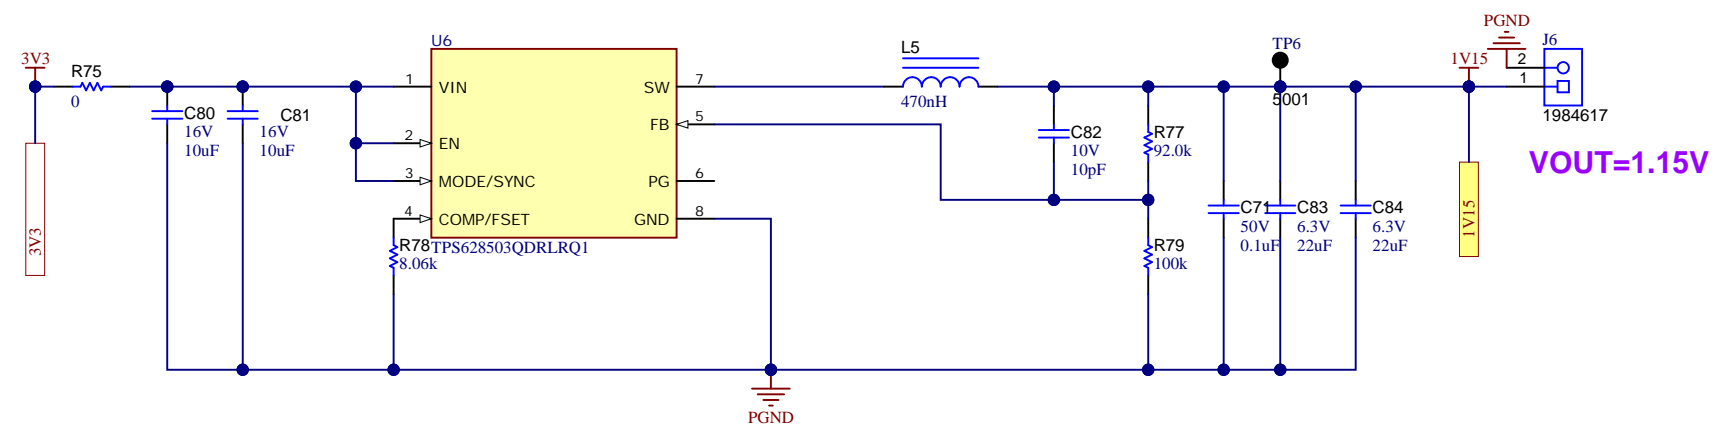 3V3
R75
0
C80
16V
10uF
C81
16V
10uF
U6
1
VIN
2
EN
3
MODE/SYNC
4
COMP/FSET
SW
7
FB
5
PG
6
GND
8
TPS628503QDRLRQ1
R78
8.06k
3V3
PGND
L5
470nH
C82
10V
10pF
R77
92.0k
R79
100k
C71
50V
0.1uF
TP6
5001
C83
6.3V
22uF
C84
6.3V
22uF
1V15
1V15
PGND
J6
2
1
1984617
VOUT=1.15V